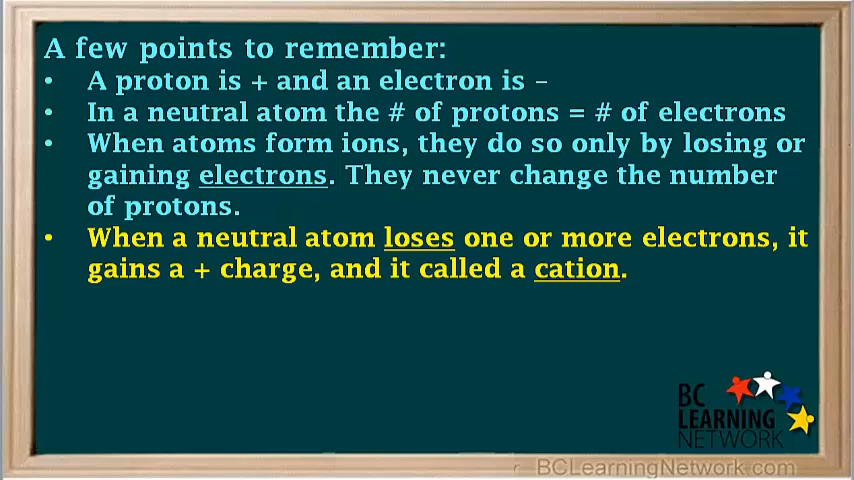 A few points to remember:
• A proton is + and an electron is –
• In a neutral atom the # of protons = # of electrons
• When atoms form ions, they do so only by losing or
gaining electrons. They never change the number
of protons.
• When a neutral atom loses one or more electrons, it
gains a + charge, and it called a cation.
BC
LEARNING
NETWORK
BCLearningNetwork.com